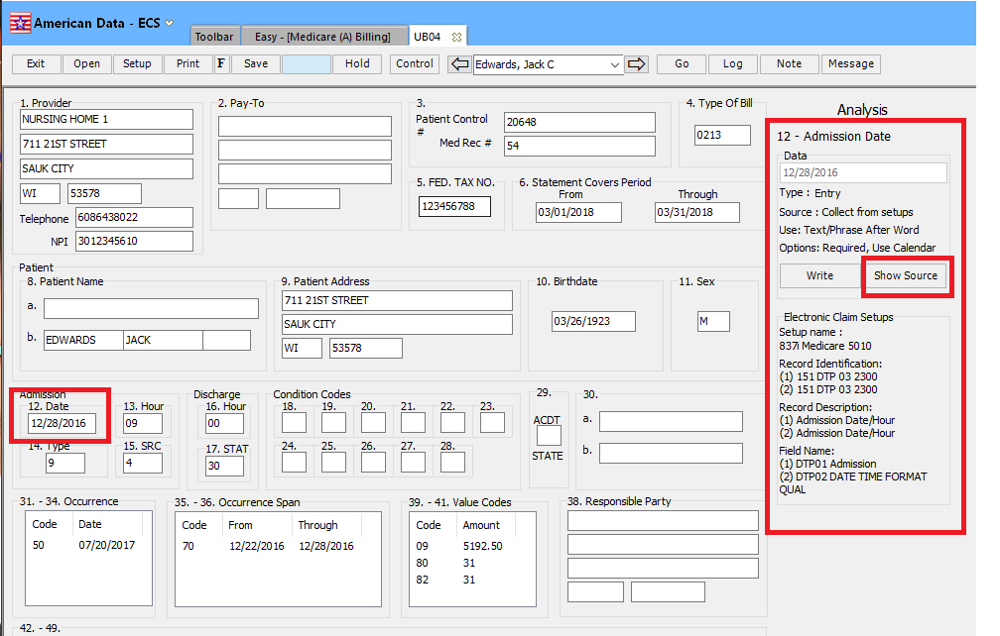 American Data - ECS
Toolbar Easy - [Medicare (A) Billing] UB04
Exit Open Setup Print F Save Hold Control Edwards, Jack C Go Log Note Message
1. Provider
NURSING HOME 1
711 21ST STREET
SAUK CITY
WI 53578
Telephone 6086438022
NPI 3012345610
2. Pay-To
3.
Patient Control # 20648
Med Rec # 54
4. Type Of Bill
0213
5. FED. TAX NO.
123456788
6. Statement Covers Period
From Through
03/01/2018 03/31/2018
Patient
8. Patient Name
a.
b. EDWARDS JACK
9. Patient Address
711 21ST STREET
SAUK CITY
WI 53578
10. Birthdate
03/26/1923
11. Sex
M
Admission
12. Date 13. Hour
12/28/2016 09
14. Type 15. SRC
9 4
Discharge
16. Hour
00
17. STAT
30
Condition Codes
18. 19. 20. 21. 22. 23.
24. 25. 26. 27. 28.
29.
ACDT
STATE
30.
a.
b.
31. - 34. Occurrence
Code Date
50 07/20/2017
35. - 36. Occurrence Span
Code From Through
70 12/22/2016 12/28/2016
39. - 41. Value Codes
Code Amount
09 5192.50
80 31
82 31
38. Responsible Party
42. - 49.
Analysis
12 - Admission Date
Data
12/28/2016
Type : Entry
Source : Collect from setups
Use: Text/Phrase After Word
Options: Required, Use Calendar
Write Show Source
Electronic Claim Setups
Setup name :
837i Medicare 5010
Record Identification:
(1) 151 DTP 03 2300
(2) 151 DTP 03 2300
Record Description:
(1) Admission Date/Hour
(2) Admission Date/Hour
Field Name:
(1) DTP01 Admission
(2) DTP02 DATE TIME FORMAT
QUAL